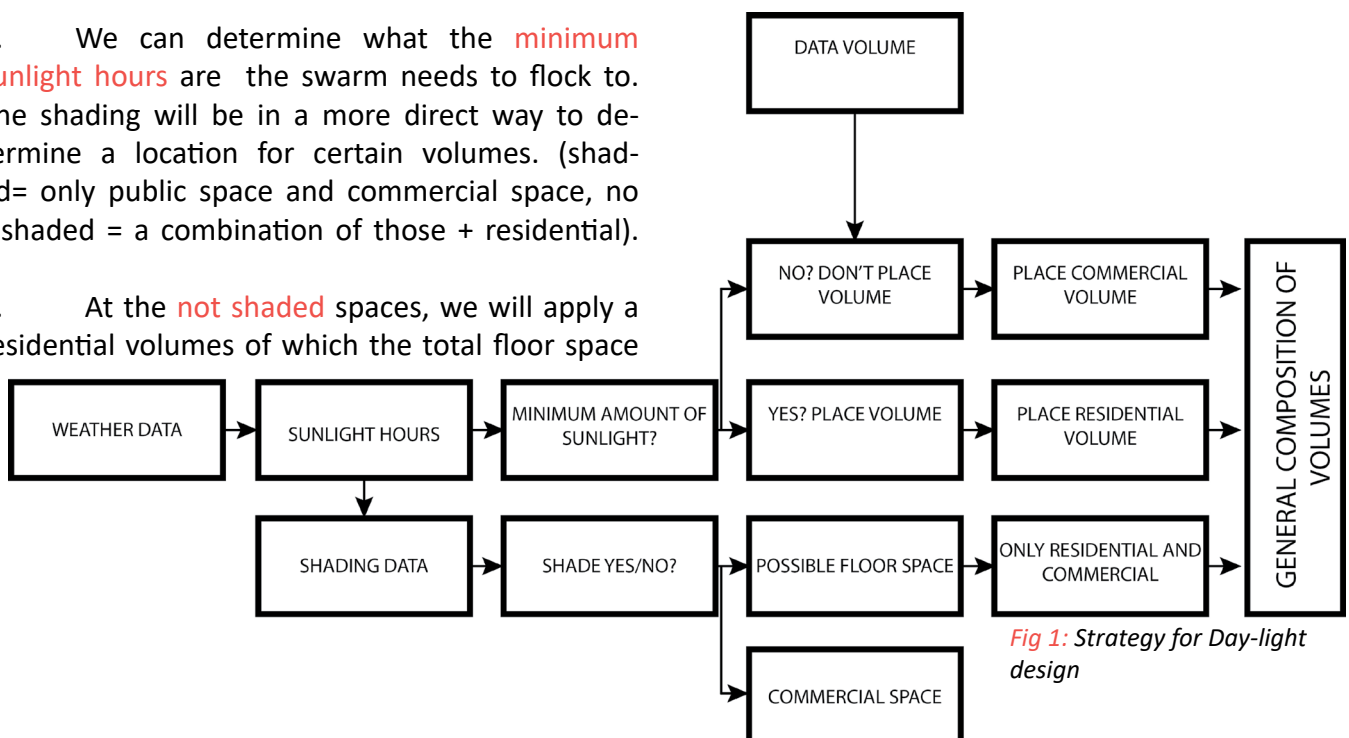 . We can determine what the minimum
unlight hours are the swarm needs to flock to.
he shading will be in a more direct way to de-
ermine a location for certain volumes. (shad-
d= only public space and commercial space, no
shaded = a combination of those + residential).
. At the not shaded spaces, we will apply a
esidential volumes of which the total floor space
DATA VOLUME
NO? DON'T PLACE
VOLUME
PLACE COMMERCIAL
VOLUME
WEATHER DATA
SUNLIGHT HOURS
MINIMUM AMOUNT OF
SUNLIGHT?
YES? PLACE VOLUME
PLACE RESIDENTIAL
VOLUME
SHADING DATA
SHADE YES/NO?
POSSIBLE FLOOR SPACE
ONLY RESIDENTIAL AND
COMMERCIAL
COMMERCIAL SPACE
GENERAL COMPOSITION OF
VOLUMES
Fig 1: Strategy for Day-light
design